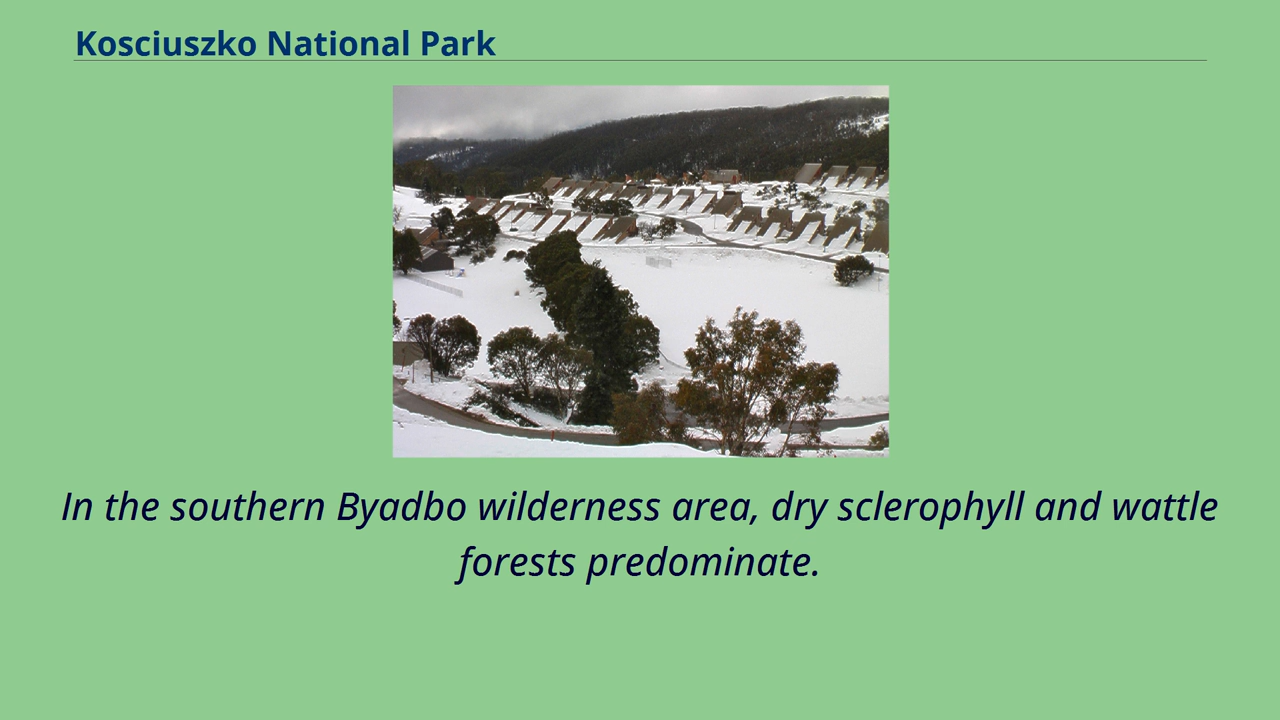 Kosciuszko National Park
In the southern Byadbo wilderness area, dry sclerophyll and wattle
forests predominate.